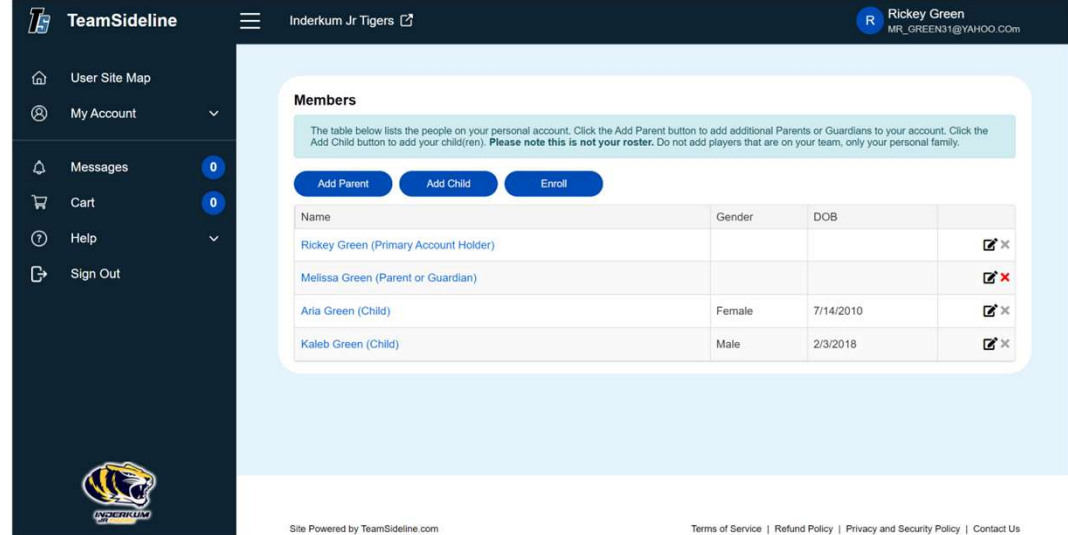 TeamSideline
Inderkum Jr Tigers
R
Rickey Green
MR_GREEN31@YAHOO.COm
User Site Map
My Account
Messages 0
Cart 0
Help
Sign Out
Members
The table below lists the people on your personal account. Click the Add Parent button to add additional Parents or Guardians to your account. Click the
Add Child button to add your child(ren). Please note this is not your roster. Do not add players that are on your team, only your personal family.
Add Parent Add Child Enroll
Name Gender DOB
Rickey Green (Primary Account Holder)
Melissa Green (Parent or Guardian)
Aria Green (Child) Female 7/14/2010
Kaleb Green (Child) Male 2/3/2018
INDERKUM
JR
Site Powered by TeamSideline.com
Terms of Service | Refund Policy | Privacy and Security Policy | Contact Us